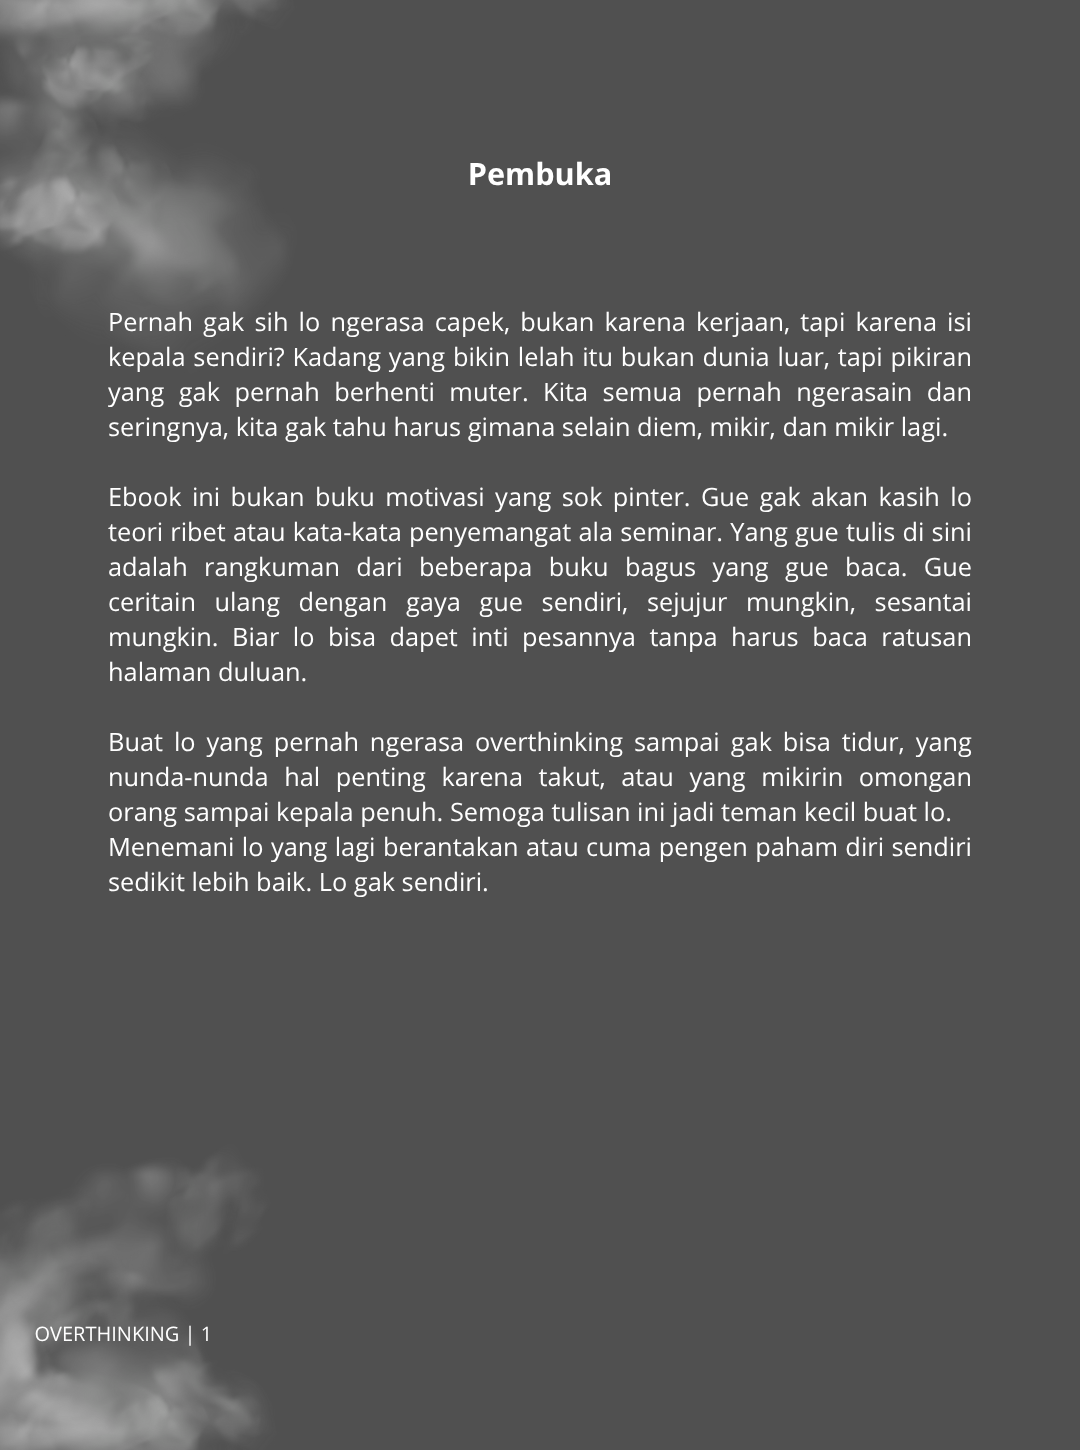 Pembuka
Pernah gak sih lo ngerasa capek, bukan karena kerjaan, tapi karena isi
kepala sendiri? Kadang yang bikin lelah itu bukan dunia luar, tapi pikiran
yang gak pernah berhenti muter. Kita semua pernah ngerasain dan
seringnya, kita gak tahu harus gimana selain diem, mikir, dan mikir lagi.
Ebook ini bukan buku motivasi yang sok pinter. Gue gak akan kasih lo
teori ribet atau kata-kata penyemangat ala seminar. Yang gue tulis di sini
adalah rangkuman dari beberapa buku bagus yang gue baca. Gue
ceritain ulang dengan gaya gue sendiri, sejujur mungkin, sesantai
mungkin. Biar lo bisa dapet inti pesannya tanpa harus baca ratusan
halaman duluan.
Buat lo yang pernah ngerasa overthinking sampai gak bisa tidur, yang
nunda-nunda hal penting karena takut, atau yang mikirin omongan
orang sampai kepala penuh. Semoga tulisan ini jadi teman kecil buat lo.
Menemani lo yang lagi berantakan atau cuma pengen paham diri sendiri
sedikit lebih baik. Lo gak sendiri.
OVERTHINKING | 1